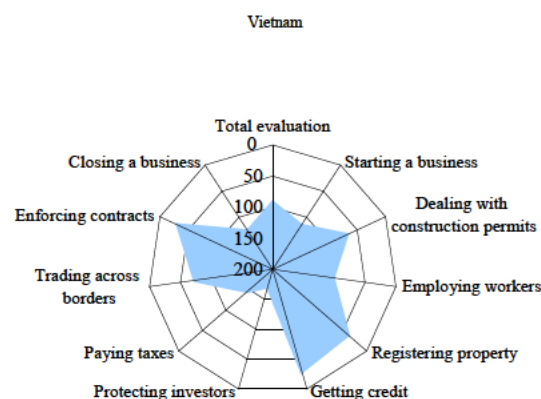 Vietnam
Total evaluation
0
Closing a business
Starting a business
50
100
Dealing with
construction permits
Enforcing contracts
150
200
Trading across
borders
Employing workers
Paying taxes
Registering property
Protecting investors
Getting credit